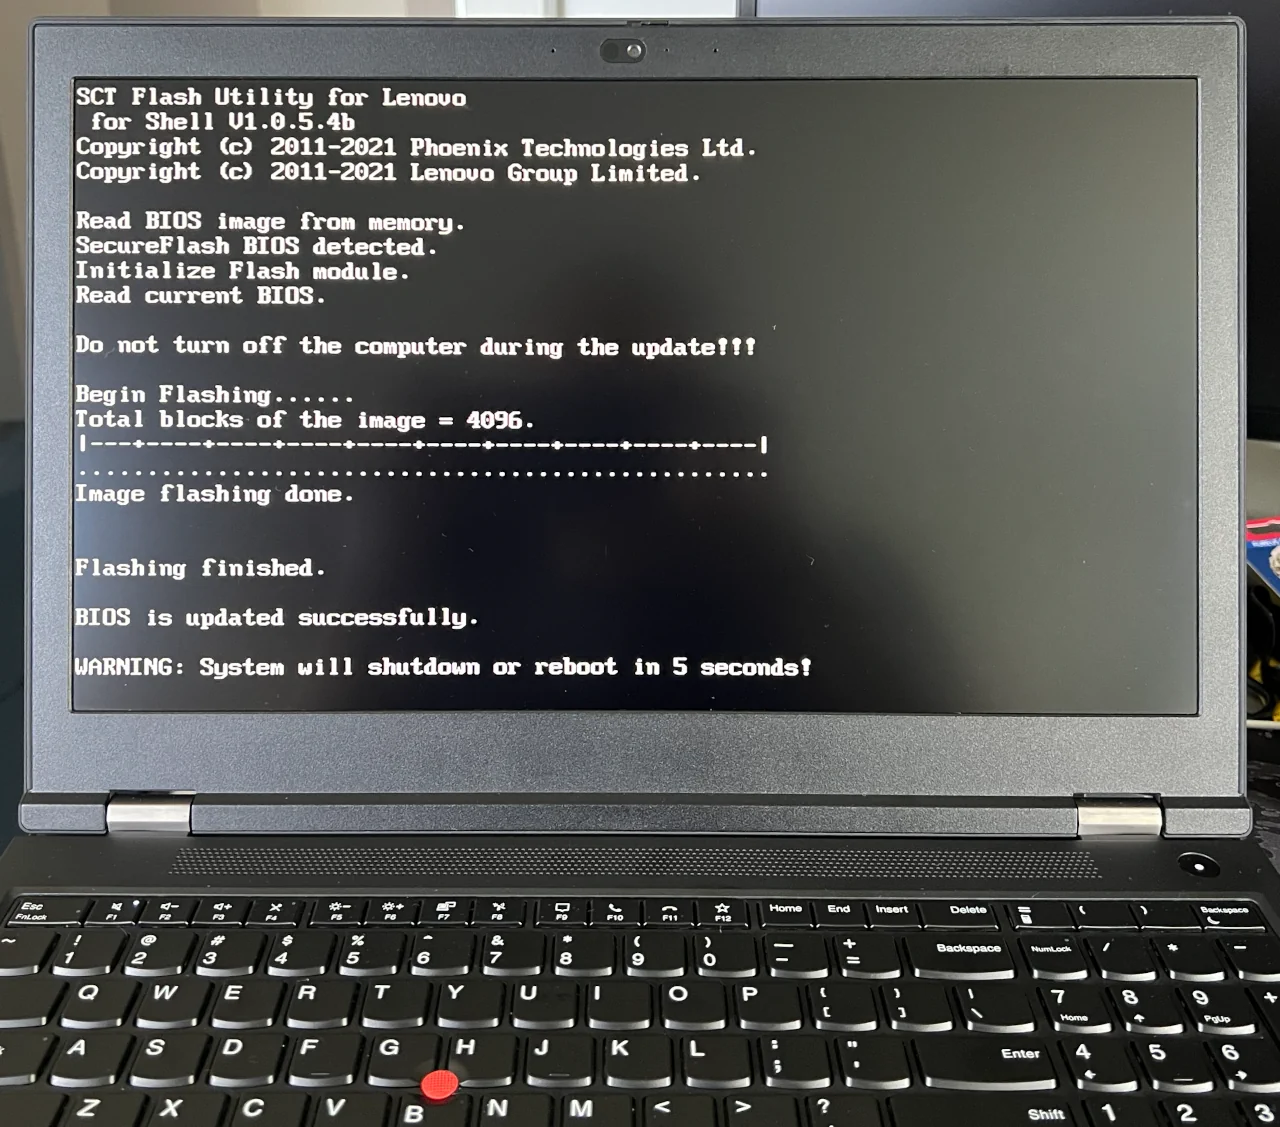 SCT Flash Utility for Lenovo
for Shell V1.0.5.4b
Copyright (c) 2011-2021 Phoenix Technologies Ltd.
Copyright (c) 2011-2021 Lenovo Group Limited.
Read BIOS image from memory.
SecureFlash BIOS detected.
Initialize Flash module.
Read current BIOS.
Do not turn off the computer during the update!!!
Begin Flashing......
Total blocks of the image = 4096.
|---+----+----+----+----+----+----+----+----+----|
..................................................
Image flashing done.
Flashing finished.
BIOS is updated successfully.
WARNING: System will shutdown or reboot in 5 seconds!
Esc Home End Insert Delete ( ) Backspace
FnLock F1 F2 F3 F4 F5 F6 F7 F8 F9 F10 F11 F12
~ ! @ # $ % ^ & * ( ) — +
1 2 3 4 5 6 7 8 9 0 - = Backspace NumLock / * -
Q W E R T Y U I O P { } | 7 8 9 +
[ ] \ Home PgUp
A S D F G H J K L : " Enter 4 5 6
; '
Z X C V B N M < > ? Shift 1 2 3